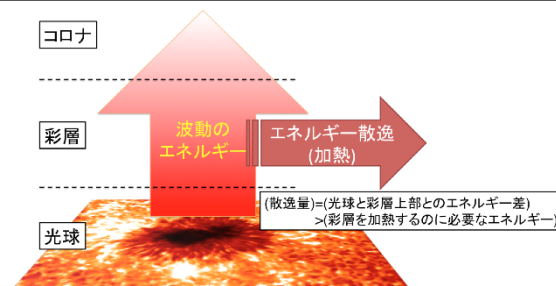 コロナ
彩層
波動の
エネルギー
エネルギー散逸
(加熱)
(散逸量)=(光球と彩層上部とのエネルギー差)
>(彩層を加熱するのに必要なエネルギー)
光球